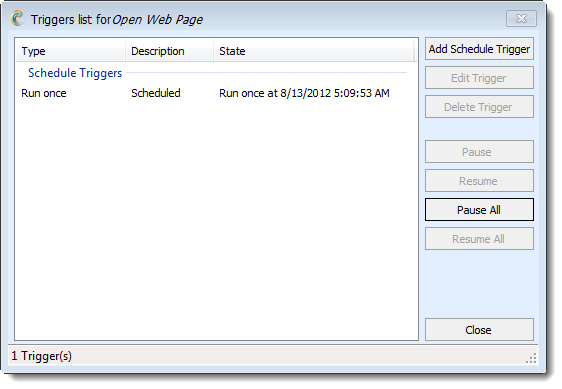 Triggers list for Open Web Page
Type Description State
Schedule Triggers
Run once Scheduled Run once at 8/13/2012 5:09:53 AM
Add Schedule Trigger
Edit Trigger
Delete Trigger
Pause
Resume
Pause All
Resume All
Close
1 Trigger(s)